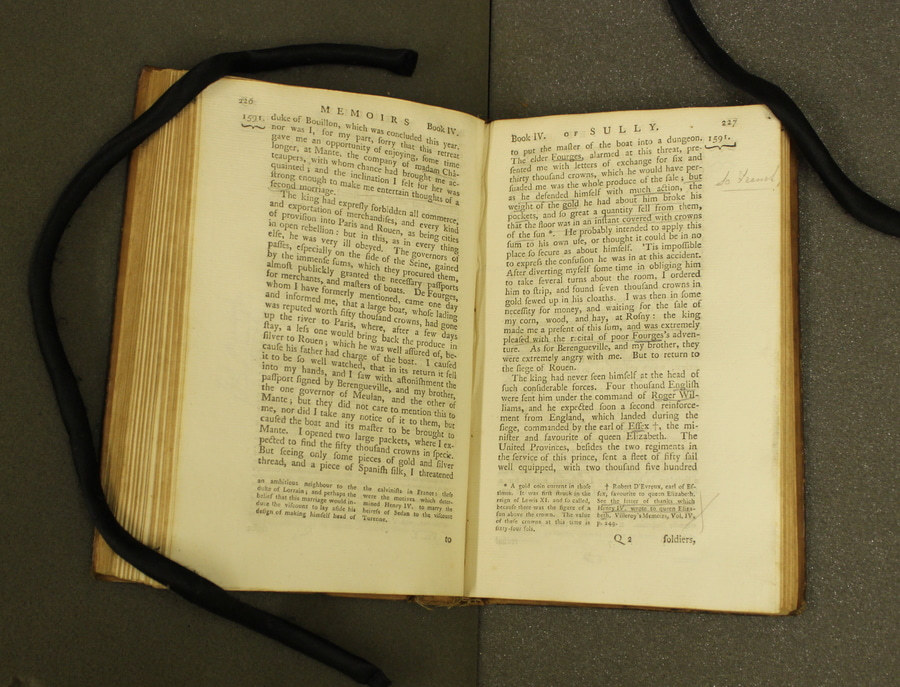 226 MEMOIRS Book IV.
1591. duke of Bouillon, which was concluded this year,
nor was I, for my part, sorry that this retreat
gave me an opportunity of enjoying, some time
longer, at Mante, the company of madam Châ-
teaupers, with whom chance had brought me ac-
quainted; and the inclination I felt for her was
strong enough to make me entertain thoughts of a
second marriage.
The king had expreſly forbidden all commerce,
and exportation of merchandiſes, and every kind
of proviſion into Paris and Rouen, as being cities
in open rebellion: but in this, as in every thing
elſe, he was very ill obeyed. The governors of
paſſes, eſpecially on the ſide of the Seine, gained
by the immenſe ſums, which they procured them,
almoſt publickly granted the neceſſary paſſports
for merchants, and maſters of boats. De Fourges,
whom I have formerly mentioned, came one day
and informed me, that a large boat, whoſe lading
was reputed worth fifty thouſand crowns, had gone
up the river to Paris, where, after a few days
ſtay, a leſs one would bring back the produce in
ſilver to Rouen; which he was well aſſured of, be-
cauſe his father had charge of the boat. I cauſed
it to be ſo well watched, that in its return it fell
into my hands, and I ſaw with aſtoniſhment the
paſſport ſigned by Berengueville, and my brother,
the one governor of Meulan, and the other of
Mante; but they did not care to mention this to
me, nor did I take any notice of it to them, but
cauſed the boat and its maſter to be brought to
Mante. I opened two large packets, where I ex-
pected to find the fifty thouſand crowns in ſpecie.
But ſeeing only ſome pieces of gold and ſilver
thread, and a piece of Spaniſh ſilk, I threatened
an ambitious neighbour to the
duke of Lorrain; and perhaps the
belief that this marriage would in-
duce the viſcount to lay aſide his
deſign of making himſelf head of
the calviniſts in France: theſe
were the motives which deter-
mined Henry IV. to marry the
heireſs of Sedan to the viſcount
Turenne.
to
Book IV. OF SULLY. 227
to put the maſter of the boat into a dungeon. 1591.
The elder Fourges, alarmed at this threat, pre-
ſented me with letters of exchange for ſix and
thirty thouſand crowns, which he would have per-
ſuaded me was the whole produce of the ſale; but
as he defended himſelf with much action, the
weight of the gold he had about him broke his
pockets, and ſo great a quantity fell from them,
that the floor was in an inſtant covered with crowns
of the ſun *. He probably intended to apply this
ſum to his own uſe, or thought it could be in no
place ſo ſecure as about himſelf. 'Tis impoſſible
to expreſs the confuſion he was in at this accident.
After diverting myſelf ſome time in obliging him
to take ſeveral turns about the room, I ordered
him to ſtrip, and found ſeven thouſand crowns in
gold ſewed up in his cloaths. I was then in ſome
neceſſity for money, and waiting for the ſale of
my corn, wood, and hay, at Roſny: the king
made me a preſent of this ſum, and was extremely
pleaſed with the recital of poor Fourges's adven-
ture. As for Berengueville, and my brother, they
were extremely angry with me. But to return to
the ſiege of Rouen.
The king had never ſeen himſelf at the head of
ſuch conſiderable forces. Four thouſand Engliſh
were ſent him under the command of Roger Wil-
liams, and he expected ſoon a ſecond reinforce-
ment from England, which landed during the
ſiege, commanded by the earl of Eſſex †, the mi-
niſter and favourite of queen Elizabeth. The
United Provinces, beſides the two regiments in
the ſervice of this prince, ſent a fleet of fifty ſail
well equipped, with two thouſand five hundred
* A gold coin current in thoſe
times. It was firſt ſtruck in the
reign of Lewis XI. and ſo called,
becauſe there was the figure of a
ſun above the crown. The value
of theſe crowns at this time is
ſixty-four ſols.
† Robert D'Evreux, earl of Eſ-
ſex, favourite to queen Elizabeth.
See the letter of thanks which
Henry IV. wrote to queen Eliza-
beth. Villeroy's Memoirs, Vol. IV.
p. 249.
Q 2 ſoldiers,